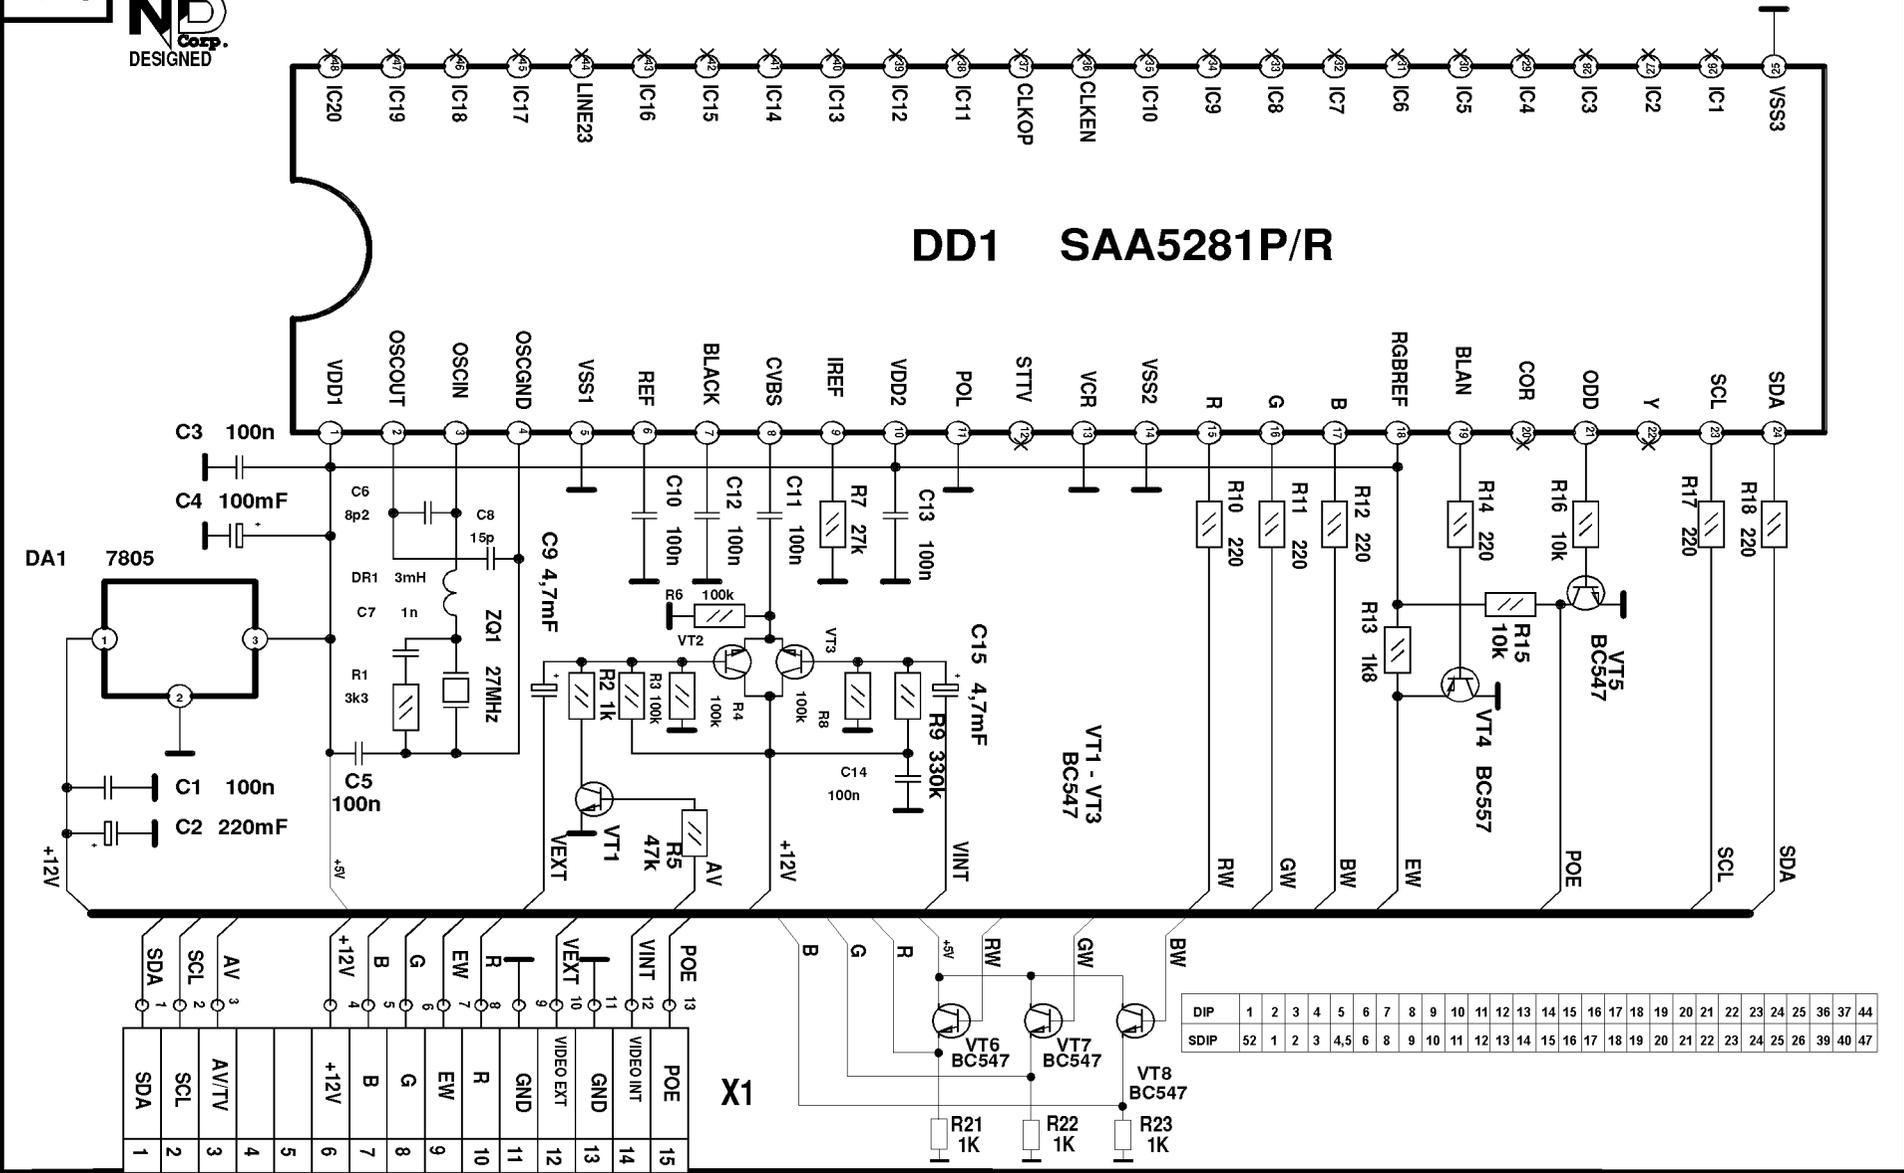 ND
Corp.
DESIGNED
48 47 46 45 44 43 42 41 40 39 38 37 36 35 34 33 32 31 30 29 28 27 26 25
IC20 IC19 IC18 IC17 LINE23 IC16 IC15 IC14 IC13 IC12 IC11 CLKOP CLKEN IC10 IC9 IC8 IC7 IC6 IC5 IC4 IC3 IC2 IC1 VSS3
DD1 SAA5281P/R
VDD1 OSCOUT OSCIN OSCGND VSS1 REF BLACK CVBS IREF VDD2 POL STTV VCR VSS2 R G B RGBREF BLAN COR ODD Y SCL SDA
1 2 3 4 5 6 7 8 9 10 11 12 13 14 15 16 17 18 19 20 21 22 23 24
C3 100n
C4 100mF
DA1 7805
1 3 2
C1 100n
C2 220mF
+12V
C6
8p2
C8
15p
DR1 3mH
C7 1n
R1
3k3
ZQ1 27MHz
C5
100n
+5V
C9 4,7mF
C10 100n
C12 100n
C11 100n
R7 27k
C13 100n
R6 100k
VT2
VT3
R2 1k
R3 100k
100k R4
100k R8
R9 330k
C15 4,7mF
C14
100n
VT1
R5
47k
VEXT
AV
+12V
VINT
VT1 - VT3
BC547
R10 220
R11 220
R12 220
R14 220
R16 10k
R17 220
R18 220
R13 1k8
R15
10k
VT5
BC547
VT4 BC557
RW GW BW EW POE SCL SDA
SDA SCL AV +12V B G EW R VEXT VINT POE
1 2 3 4 5 6 7 8 9 10 11 12 13
B G R +5V RW GW BW
VT6
BC547
VT7
BC547
VT8
BC547
R21
1K
R22
1K
R23
1K
X1
SDA SCL AV/TV +12V B G EW R GND VIDEO EXT GND VIDEO INT POE
1 2 3 4 5 6 7 8 9 10 11 12 13 14 15
DIP 1 2 3 4 5 6 7 8 9 10 11 12 13 14 15 16 17 18 19 20 21 22 23 24 25 36 37 44
SDIP 52 1 2 3 4,5 6 8 9 10 11 12 13 14 15 16 17 18 19 20 21 22 23 24 25 26 39 40 47